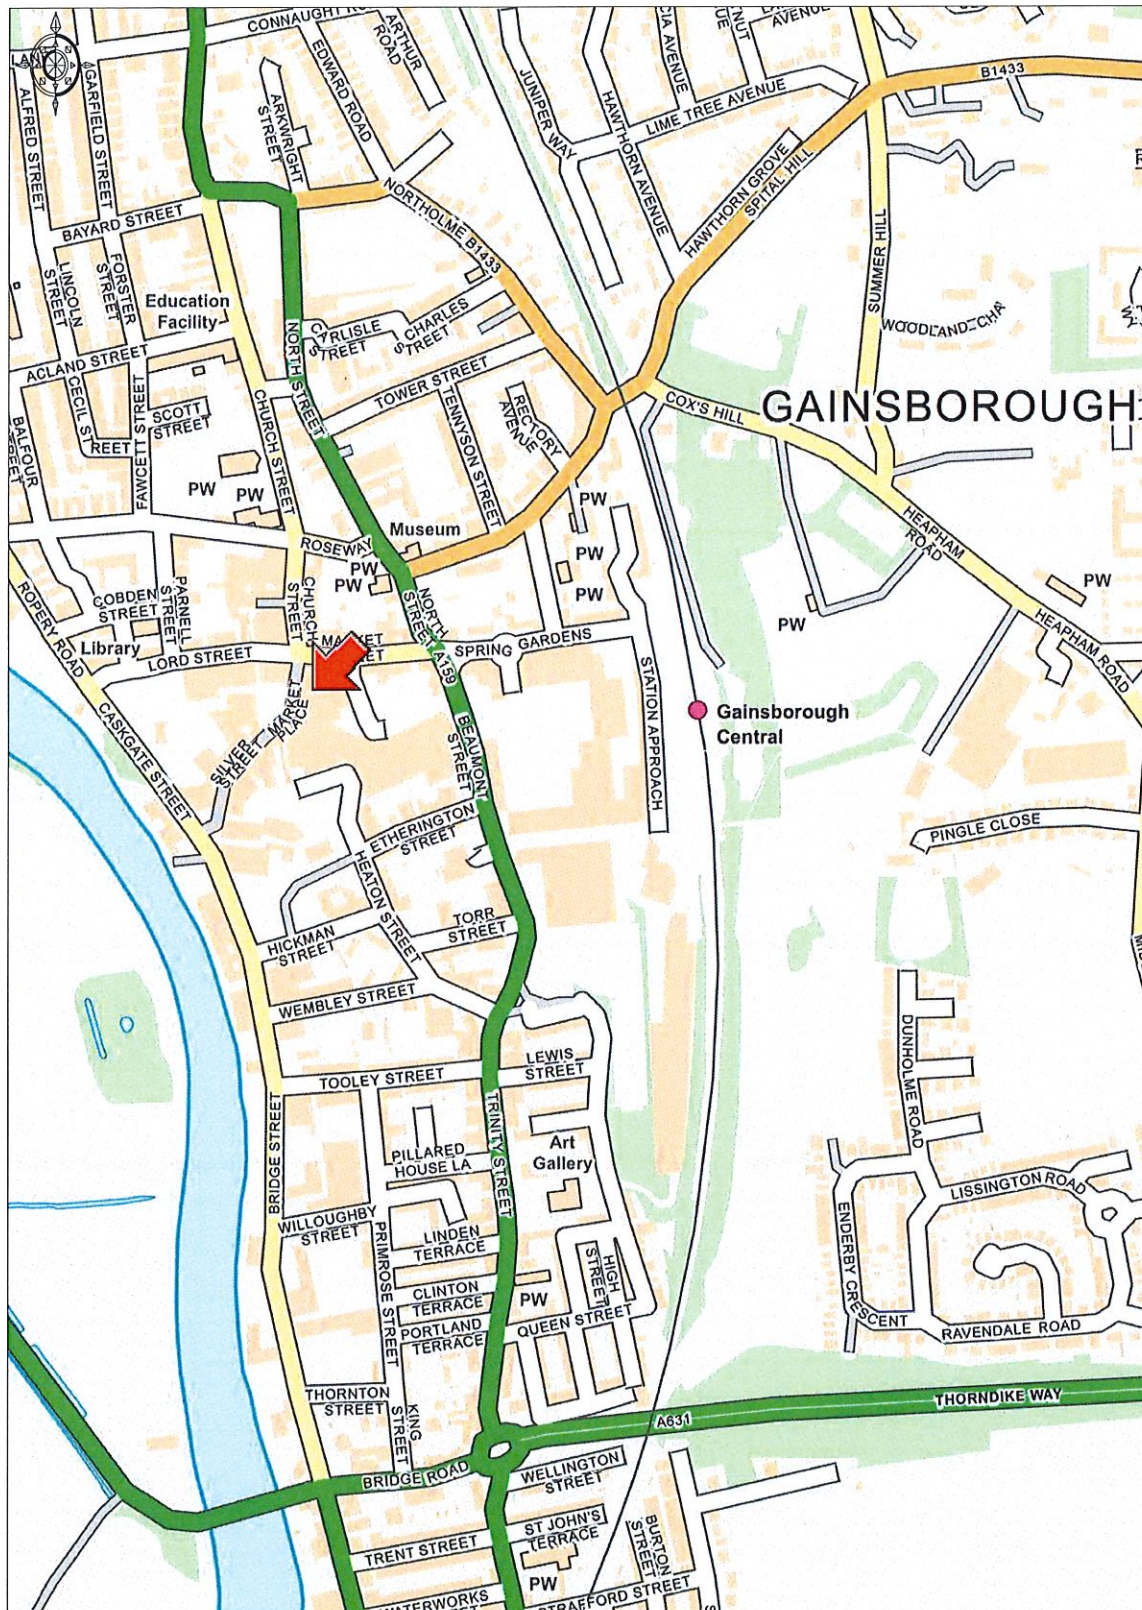 CONNAUGHT
ARTHUR
ROAD
EDWARD ROAD
ALFRED STREET
GARFIELD STREET
ARKWRIGHT
STREET
JUNIPER WAY
HAWTHORN AVENUE
AVENUE
AVENUE
LIME TREE AVENUE
B1433
HAWTHORN GROVE
SPITAL HILL
SUMMER HILL
BAYARD STREET
NORTHOLME B1433
LINCOLN
STREET
FORSTER
STREET
Education
Facility
CARLISLE
STREET
CHARLES
STREET
NORTH STREET
ACLAND STREET
CECIL STREET
SCOTT
STREET
FAWCETT STREET
CHURCH STREET
TOWER STREET
TENNYSON STREET
RECTORY
AVENUE
COX'S HILL
GAINSBOROUGH
BALFOUR
STREET
PW
PW
Museum
ROSEWAY
PW
PW
PW
PW
PW
HEAPHAM
ROAD
PW
PW
HEAPHAM ROAD
ROPERY ROAD
COBDEN
STREET
PARNELL
STREET
CHURCH
STREET
Library
LORD STREET
MARKET
NORTH
STREET A159
SPRING GARDENS
STATION APPROACH
Gainsborough
Central
CASKGATE STREET
SILVER
STREET
MARKET
PLACE
BEAUMONT
STREET
ETHERINGTON
STREET
HEATON STREET
PINGLE CLOSE
HICKMAN
STREET
TORR
STREET
WEMBLEY STREET
LEWIS
STREET
TOOLEY STREET
DUNHOLME ROAD
BRIDGE STREET
TRINITY STREET
PILLARED
HOUSE LA
Art
Gallery
LISSINGTON ROAD
WILLOUGHBY
STREET
PRIMROSE STREET
LINDEN
TERRACE
HIGH
STREET
ENDERBY CRESCENT
CLINTON
TERRACE
PW
PORTLAND
TERRACE
QUEEN STREET
RAVENDALE ROAD
THORNTON
STREET
KING
STREET
A631
THORNDIKE WAY
BRIDGE ROAD
WELLINGTON
STREET
ST JOHN'S
TERRACE
BURTON
STREET
TRENT STREET
PW
WATERWORKS
STRAFFORD STREET